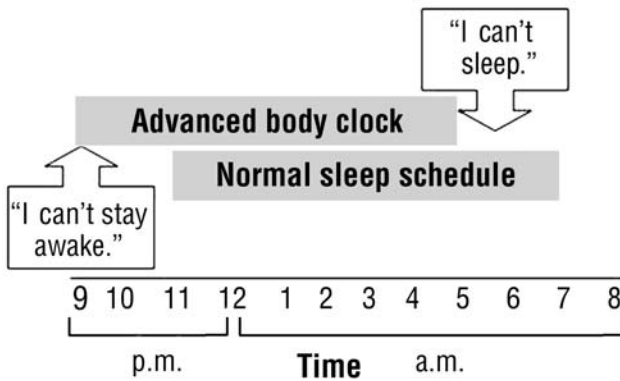 “I can’t
sleep.”
Advanced body clock
Normal sleep schedule
“I can’t stay
awake.”
9 10 11 12 1 2 3 4 5 6 7 8
p.m. Time a.m.